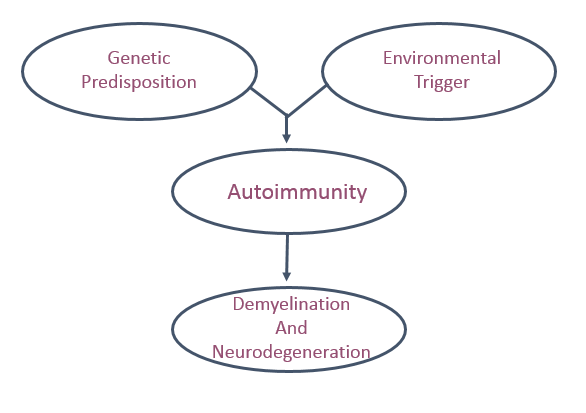 Genetic
Predisposition
Environmental
Trigger
Autoimmunity
Demyelination
And
Neurodegeneration